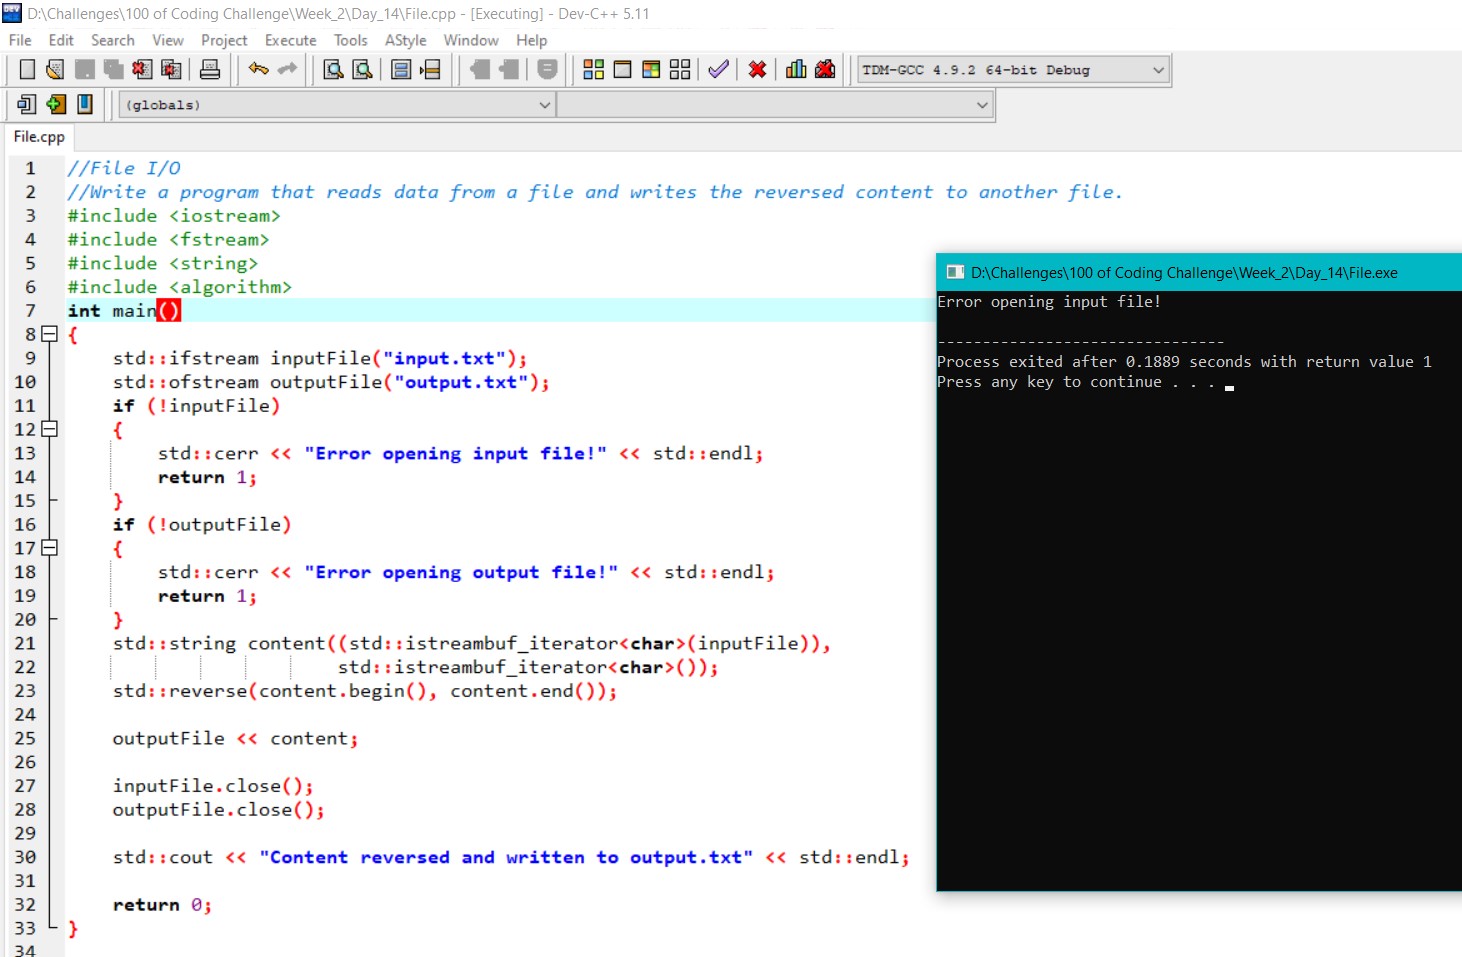 D:\Challenges\100 of Coding Challenge\Week_2\Day_14\File.cpp - [Executing] - Dev-C++ 5.11
File Edit Search View Project Execute Tools AStyle Window Help
TDM-GCC 4.9.2 64-bit Debug
(globals)
File.cpp
1 //File I/O
2 //Write a program that reads data from a file and writes the reversed content to another file.
3 #include <iostream>
4 #include <fstream>
5 #include <string>
6 #include <algorithm>
7 int main()
8 {
9 std::ifstream inputFile("input.txt");
10 std::ofstream outputFile("output.txt");
11 if (!inputFile)
12 {
13 std::cerr << "Error opening input file!" << std::endl;
14 return 1;
15 }
16 if (!outputFile)
17 {
18 std::cerr << "Error opening output file!" << std::endl;
19 return 1;
20 }
21 std::string content((std::istreambuf_iterator<char>(inputFile)),
22 std::istreambuf_iterator<char>());
23 std::reverse(content.begin(), content.end());
24
25 outputFile << content;
26
27 inputFile.close();
28 outputFile.close();
29
30 std::cout << "Content reversed and written to output.txt" << std::endl;
31
32 return 0;
33 }
34
D:\Challenges\100 of Coding Challenge\Week_2\Day_14\File.exe
Error opening input file!
--------------------------------
Process exited after 0.1889 seconds with return value 1
Press any key to continue . . .